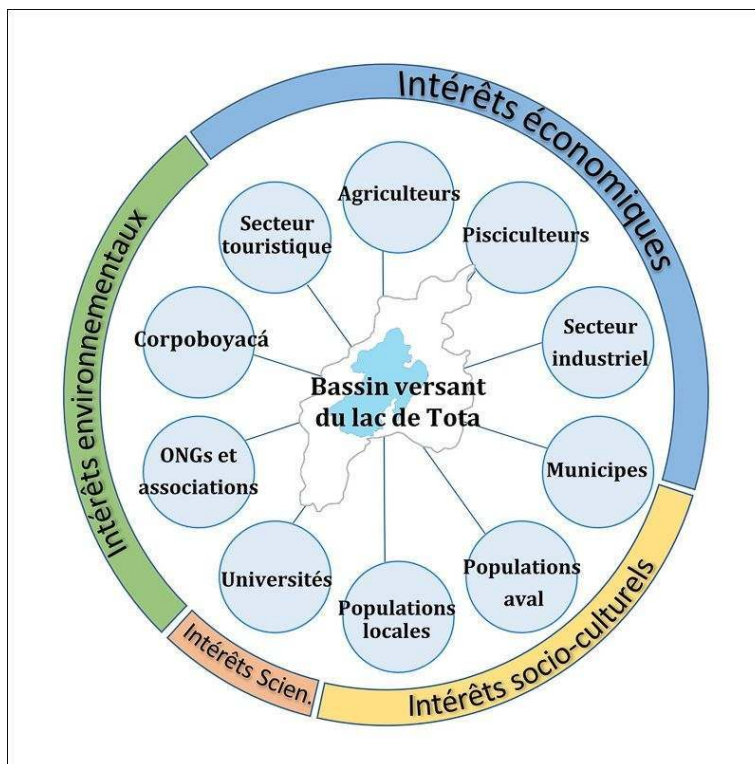 Intérêts économiques
Agriculteurs
Pisciculteurs
Secteur
touristique
Secteur
industriel
Corpoboyacá
Bassin versant
du lac de Tota
ONGs et
associations
Municipes
Universités
Populations
aval
Populations
locales
Intérêts environnementaux
Intérêts Scien.
Intérêts socio-culturels